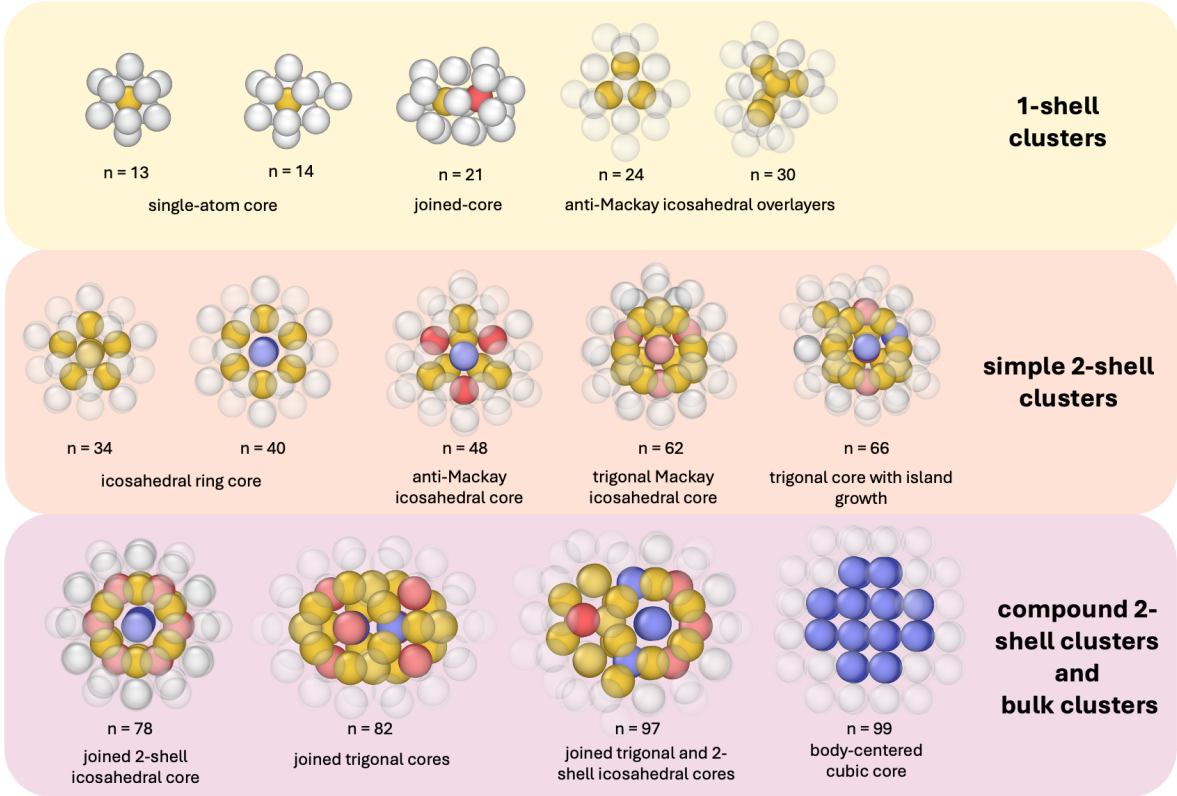 n = 13
n = 14
n = 21
n = 24
n = 30
single-atom core
joined-core
anti-Mackay icosahedral overlayers
1-shell
clusters
n = 34
n = 40
n = 48
n = 62
n = 66
icosahedral ring core
anti-Mackay
icosahedral core
trigonal Mackay
icosahedral core
trigonal core with island
growth
simple 2-shell
clusters
n = 78
n = 82
n = 97
n = 99
joined 2-shell
icosahedral core
joined trigonal cores
joined trigonal and 2-
shell icosahedral cores
body-centered
cubic core
compound 2-
shell clusters
and
bulk clusters